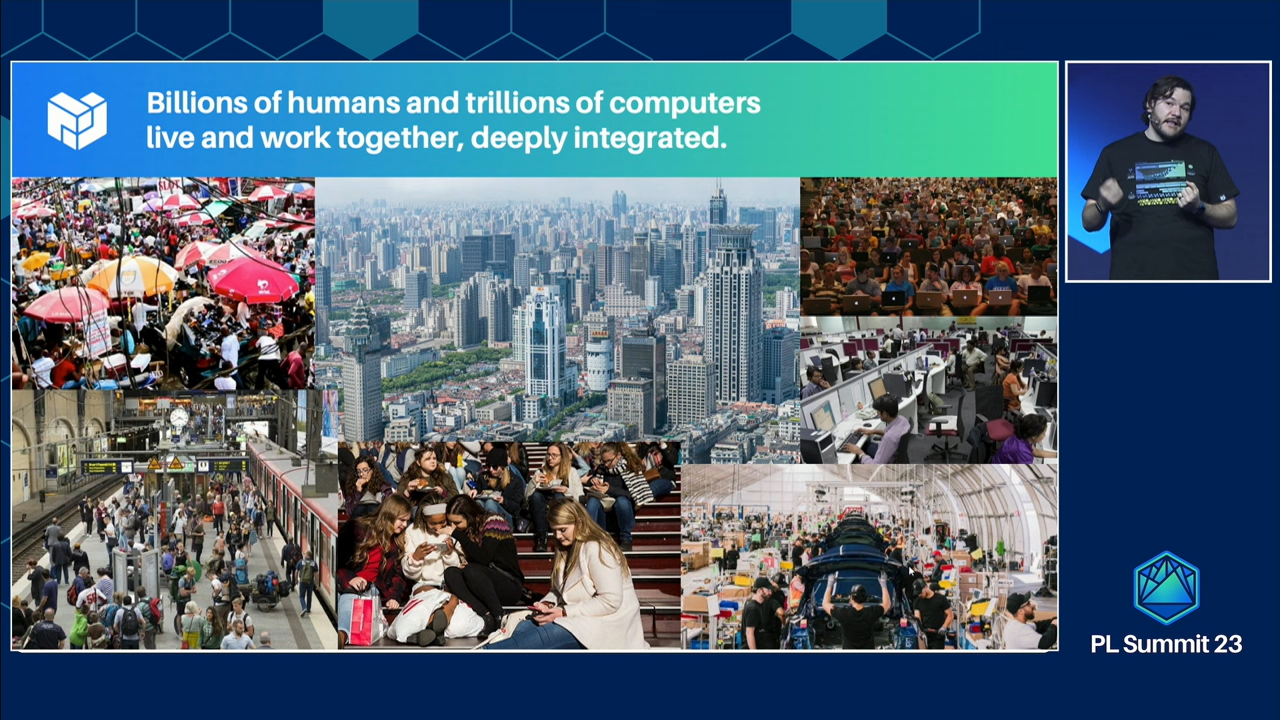 Billions of humans and trillions of computers
live and work together, deeply integrated.
PL Summit 23